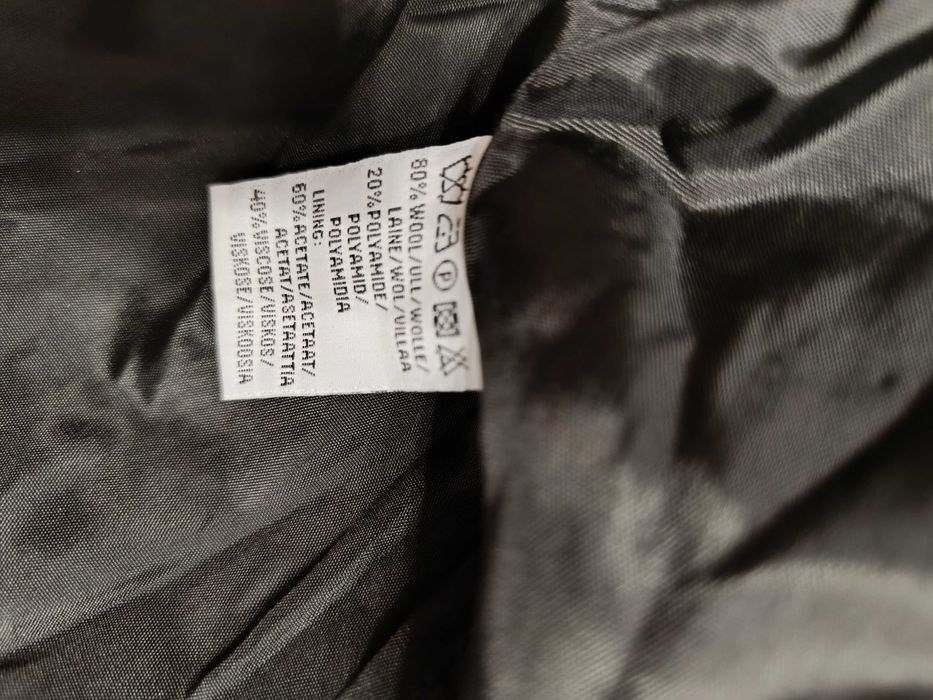 P
80%WOOL/ULL/WOLLE/
LAINE/WOL/VILLAA
20%POLYAMIDE/
POLYAMID/
POLYAMIDIA
LINING:
60%ACETATE/ACETAAT/
ACETAT/ASETAATTIA
40%VISCOSE/VISKOS/
VISKOSE/VISKOOSIA